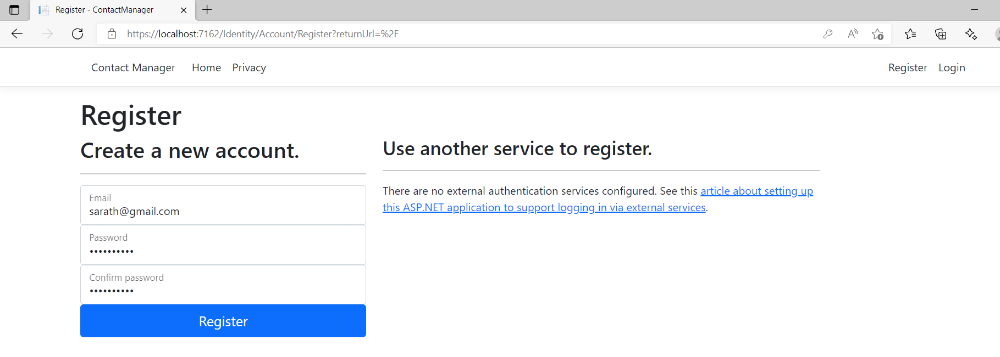 Register - ContactManager
https://localhost:7162/Identity/Account/Register?returnUrl=%2F
Contact Manager Home Privacy Register Login
Register
Create a new account.
Email
sarath@gmail.com
Password
••••••••••
Confirm password
••••••••••
Register
Use another service to register.
There are no external authentication services configured. See this article about setting up
this ASP.NET application to support logging in via external services.